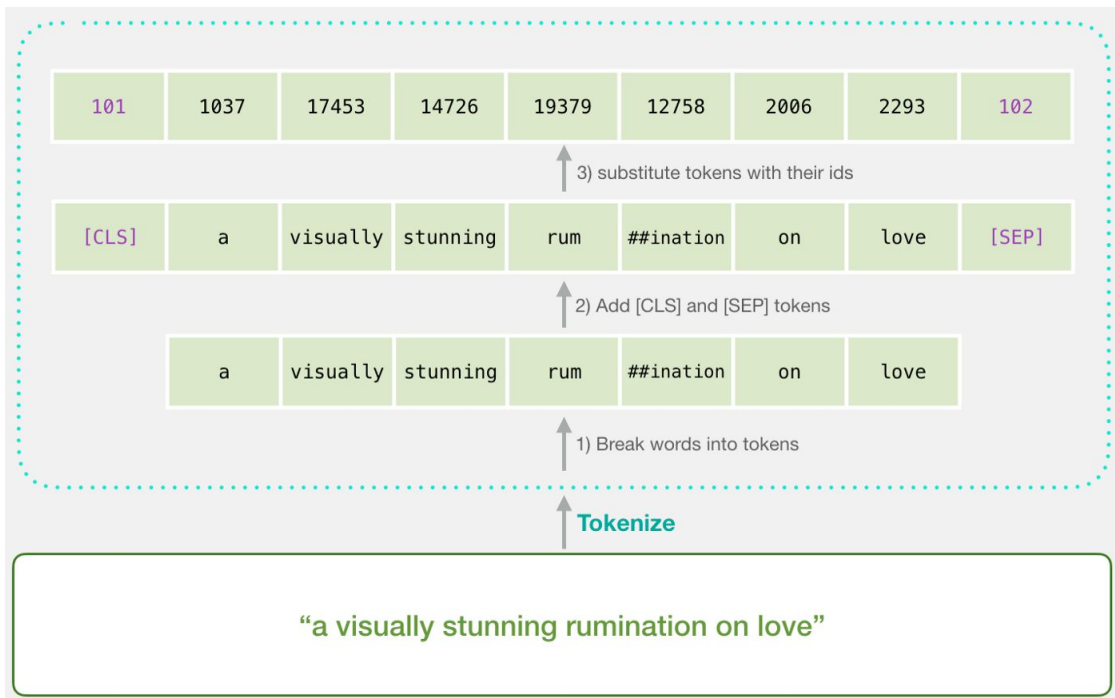 101 1037 17453 14726 19379 12758 2006 2293 102
3) substitute tokens with their ids
[CLS] a visually stunning rum ##ination on love [SEP]
2) Add [CLS] and [SEP] tokens
a visually stunning rum ##ination on love
1) Break words into tokens
Tokenize
“a visually stunning rumination on love”